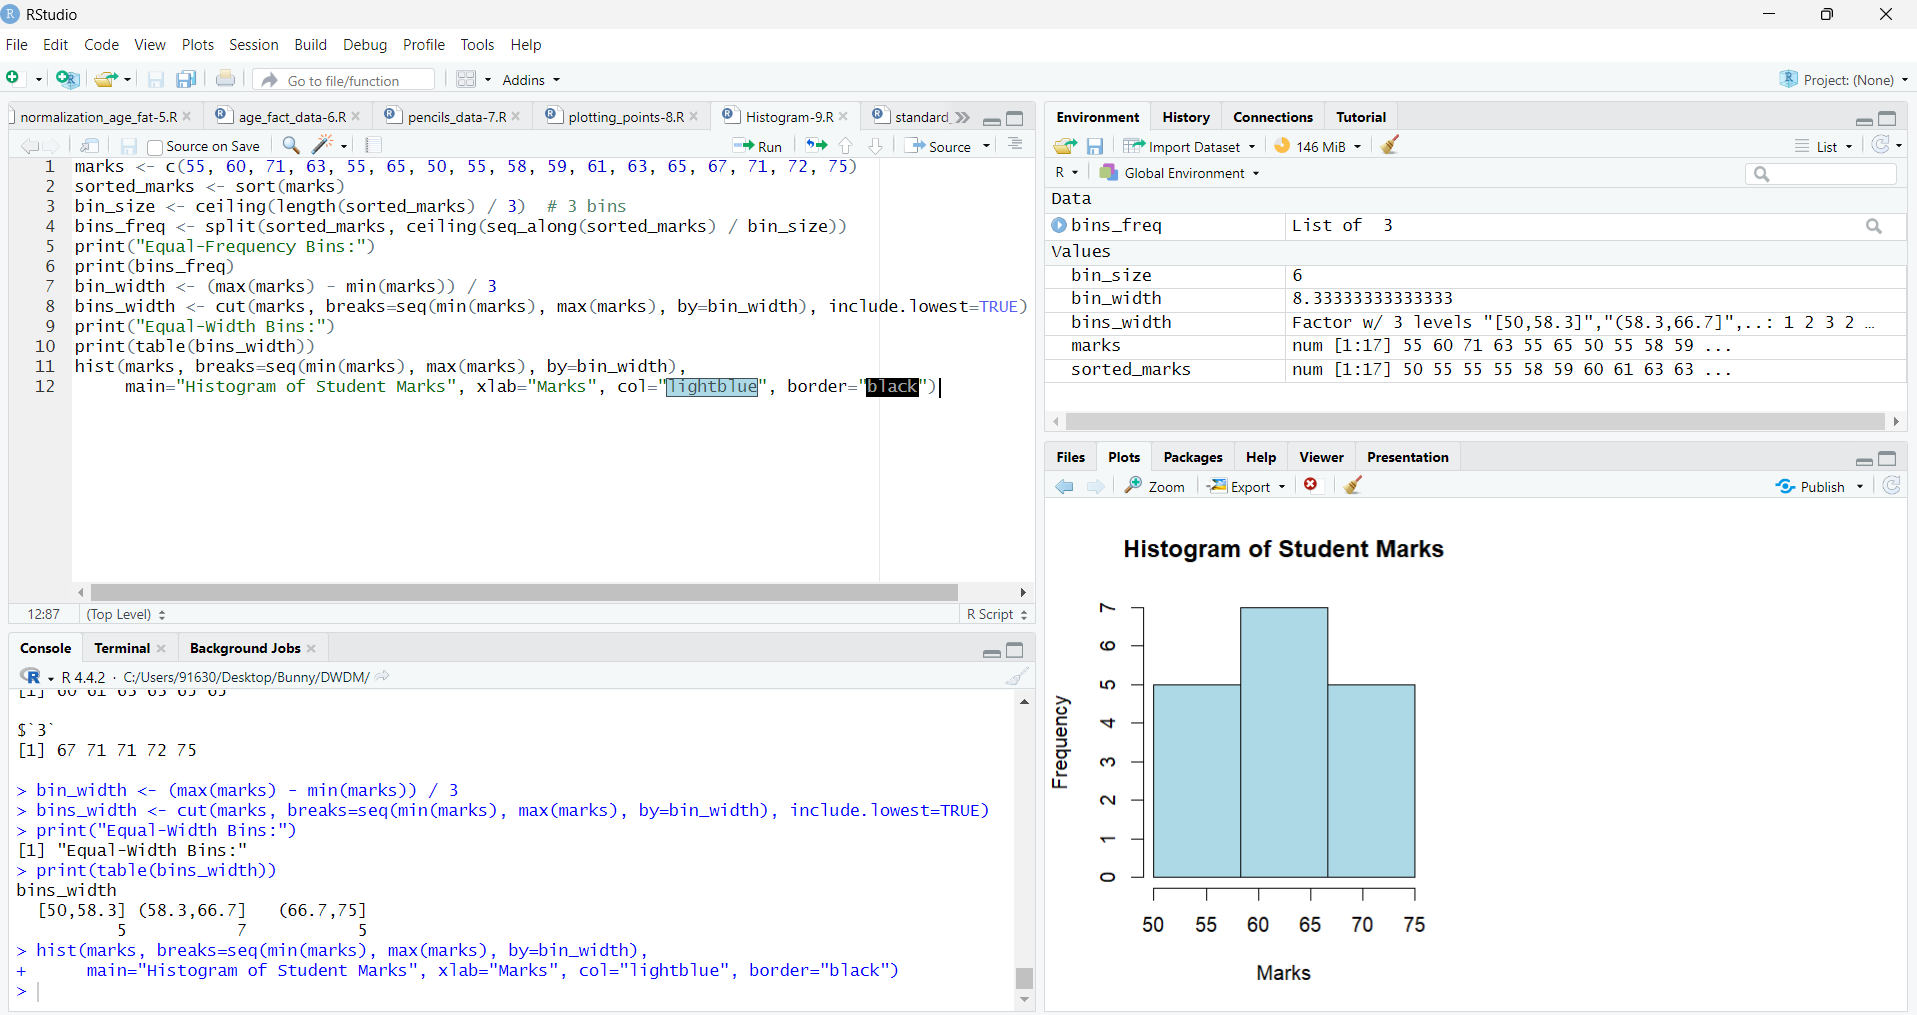 RStudio
File Edit Code View Plots Session Build Debug Profile Tools Help
Go to file/function Addins Project: (None)
normalization_age_fat-5.R age_fact_data-6.R pencils_data-7.R plotting_points-8.R Histogram-9.R standard_
Source on Save Run Source
1 marks <- c(55, 60, 71, 63, 55, 65, 50, 55, 58, 59, 61, 63, 65, 67, 71, 72, 75)
2 sorted_marks <- sort(marks)
3 bin_size <- ceiling(length(sorted_marks) / 3)  # 3 bins
4 bins_freq <- split(sorted_marks, ceiling(seq_along(sorted_marks) / bin_size))
5 print("Equal-Frequency Bins:")
6 print(bins_freq)
7 bin_width <- (max(marks) - min(marks)) / 3
8 bins_width <- cut(marks, breaks=seq(min(marks), max(marks), by=bin_width), include.lowest=TRUE)
9 print("Equal-Width Bins:")
10 print(table(bins_width))
11 hist(marks, breaks=seq(min(marks), max(marks), by=bin_width),
12      main="Histogram of Student Marks", xlab="Marks", col="lightblue", border="black")
12:87 (Top Level) R Script
Console Terminal Background Jobs
R R 4.4.2 · C:/Users/91630/Desktop/Bunny/DWDM/
[1] 60 61 63 63 65 65
$`3`
[1] 67 71 71 72 75
> bin_width <- (max(marks) - min(marks)) / 3
> bins_width <- cut(marks, breaks=seq(min(marks), max(marks), by=bin_width), include.lowest=TRUE)
> print("Equal-Width Bins:")
[1] "Equal-Width Bins:"
> print(table(bins_width))
bins_width
[50,58.3] (58.3,66.7] (66.7,75]
5 7 5
> hist(marks, breaks=seq(min(marks), max(marks), by=bin_width),
+      main="Histogram of Student Marks", xlab="Marks", col="lightblue", border="black")
>
Environment History Connections Tutorial
Import Dataset 146 MiB List
R Global Environment
Data
bins_freq List of 3
Values
bin_size 6
bin_width 8.33333333333333
bins_width Factor w/ 3 levels "[50,58.3]","(58.3,66.7]",..: 1 2 3 2 …
marks num [1:17] 55 60 71 63 55 65 50 55 58 59 ...
sorted_marks num [1:17] 50 55 55 55 58 59 60 61 63 63 ...
Files Plots Packages Help Viewer Presentation
Zoom Export Publish
Histogram of Student Marks
Frequency
7
6
5
4
3
2
1
0
50 55 60 65 70 75
Marks